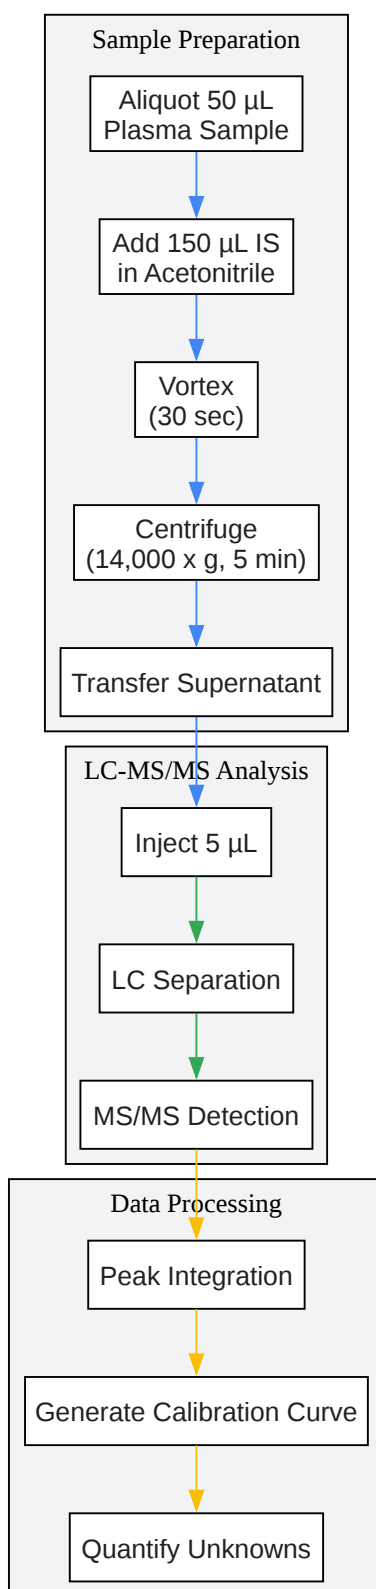 Sample Preparation
Aliquot 50 µL
Plasma Sample
Add 150 µL IS
in Acetonitrile
Vortex
(30 sec)
Centrifuge
(14,000 x g, 5 min)
Transfer Supernatant
LC-MS/MS Analysis
Inject 5 µL
LC Separation
MS/MS Detection
Data Processing
Peak Integration
Generate Calibration Curve
Quantify Unknowns